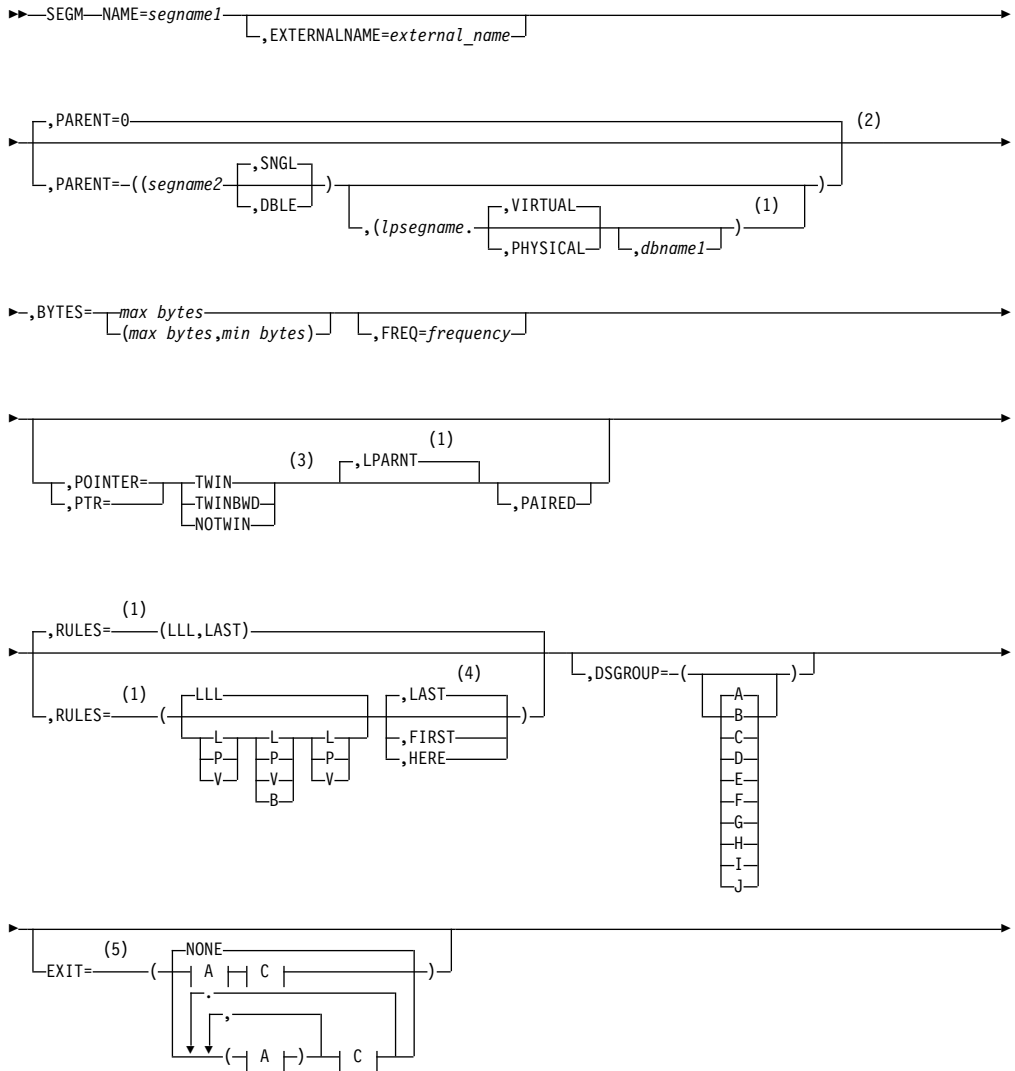 SEGM NAME=segname1
,EXTERNALNAME=external_name
,PARENT=0 (2)
,SNGL
,PARENT= ((segname2 ) )
,DBLE
,VIRTUAL (1)
,(lpsegname. )
,PHYSICAL ,dbname1
,BYTES= max bytes
(max bytes,min bytes) ,FREQ=frequency
(1)
(3) ,LPARNT
,POINTER= TWIN
,PTR= TWINBWD ,PAIRED
NOTWIN
(1)
,RULES= (LLL,LAST)
,DSGROUP= ( )
(1) (4)
LLL ,LAST A
,RULES= ( ) B
L L L ,FIRST C
P P P ,HERE D
V V V E
B F
G
H
I
J
(5) NONE
EXIT= ( A C )
.
,
( A ) C